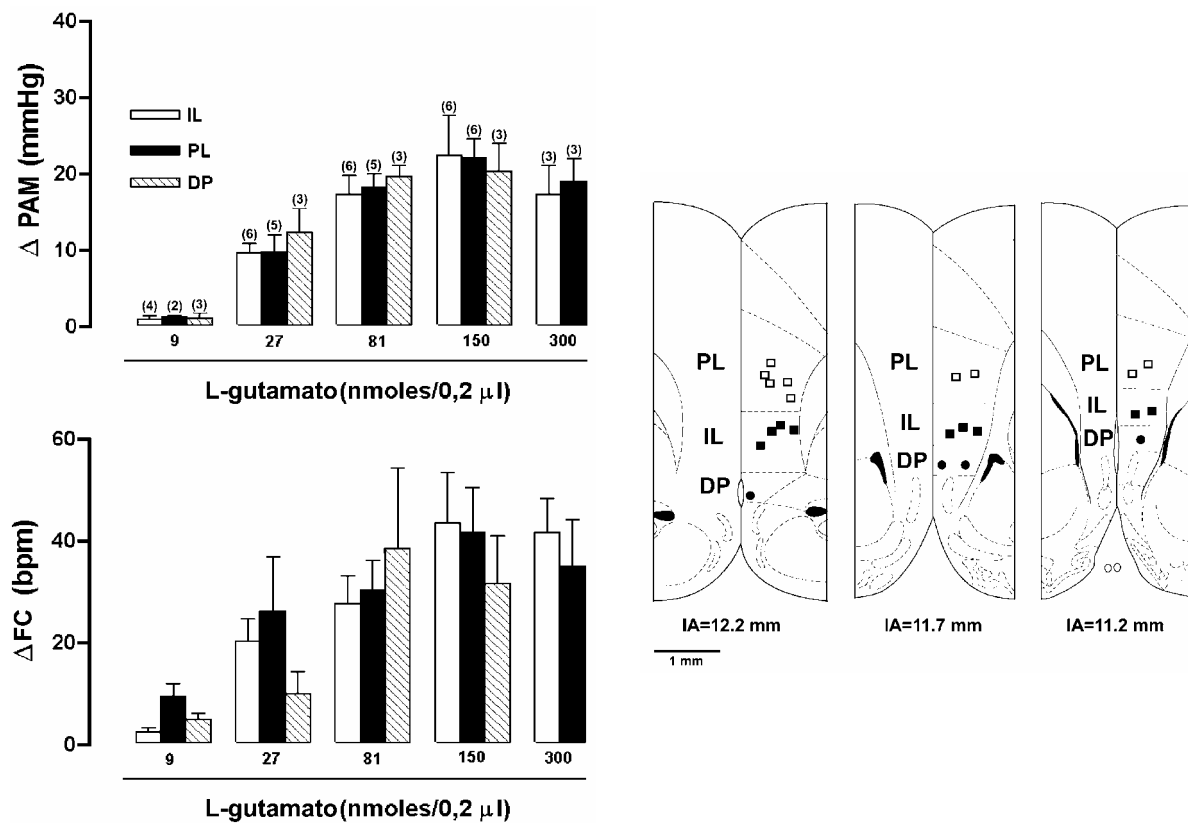 40
30
20
10
0
Δ PAM (mmHg)
IL
PL
DP
(4) (2) (3)
(6) (5) (3)
(6) (5) (3)
(6) (6) (3)
(3) (3)
9 27 81 150 300
L-gutamato (nmoles/0,2 μl)
60
40
20
0
Δ FC (bpm)
9 27 81 150 300
L-gutamato (nmoles/0,2 μl)
PL
IL
DP
IA=12.2 mm
1 mm
PL
IL
DP
IA=11.7 mm
PL
IL
DP
IA=11.2 mm